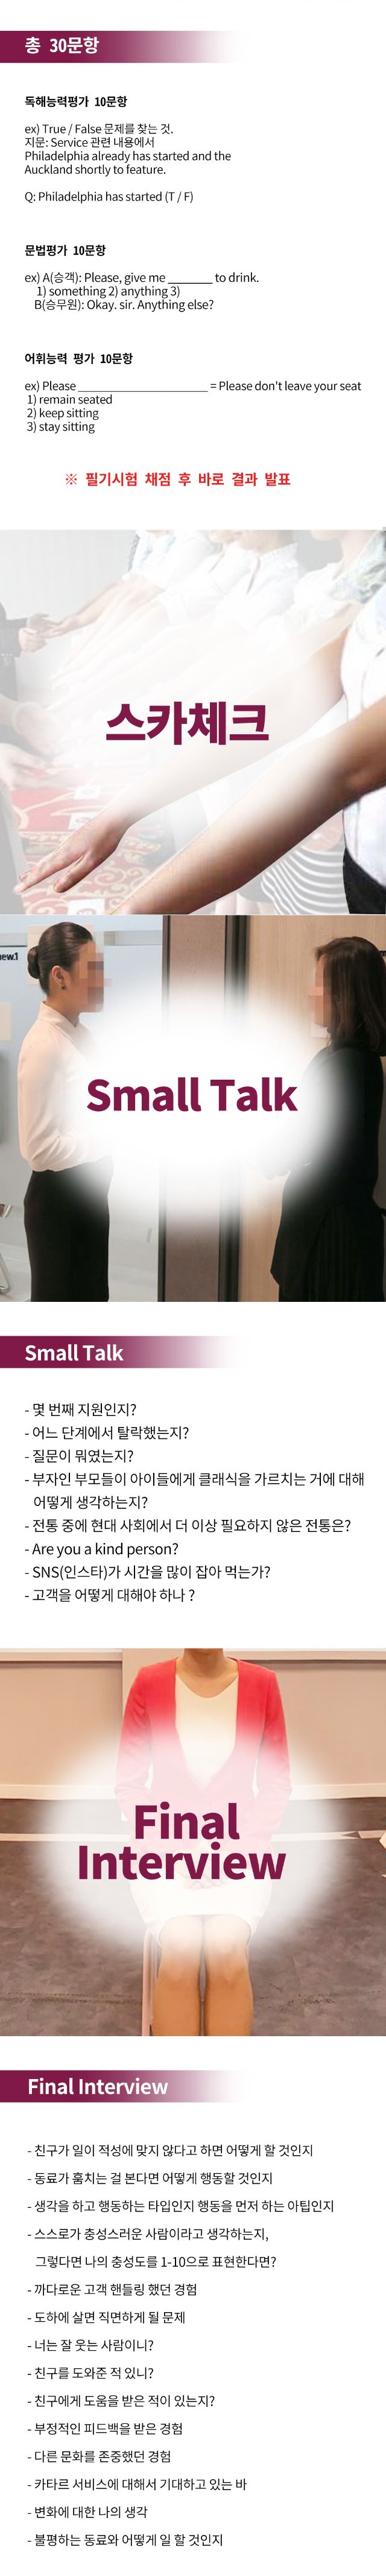 총 30문항
독해능력평가 10문항
ex) True / False 문제를 찾는 것.
지문: Service 관련 내용에서
Philadelphia already has started and the
Auckland shortly to feature.
Q: Philadelphia has started (T / F)
문법평가 10문항
ex) A(승객): Please, give me _______ to drink.
1) something 2) anything 3)
B(승무원): Okay. sir. Anything else?
어휘능력 평가 10문항
ex) Please ____________________ = Please don't leave your seat
1) remain seated
2) keep sitting
3) stay sitting
※ 필기시험 채점 후 바로 결과 발표
스카체크
ew.1
Small Talk
Small Talk
- 몇 번째 지원인지?
- 어느 단계에서 탈락했는지?
- 질문이 뭐였는지?
- 부자인 부모들이 아이들에게 클래식을 가르치는 거에 대해
어떻게 생각하는지?
- 전통 중에 현대 사회에서 더 이상 필요하지 않은 전통은?
- Are you a kind person?
- SNS(인스타)가 시간을 많이 잡아 먹는가?
- 고객을 어떻게 대해야 하나 ?
Final
Interview
Final Interview
- 친구가 일이 적성에 맞지 않다고 하면 어떻게 할 것인지
- 동료가 훔치는 걸 본다면 어떻게 행동할 것인지
- 생각을 하고 행동하는 타입인지 행동을 먼저 하는 아팁인지
- 스스로가 충성스러운 사람이라고 생각하는지,
그렇다면 나의 충성도를 1-10으로 표현한다면?
- 까다로운 고객 핸들링 했던 경험
- 도하에 살면 직면하게 될 문제
- 너는 잘 웃는 사람이니?
- 친구를 도와준 적 있니?
- 친구에게 도움을 받은 적이 있는지?
- 부정적인 피드백을 받은 경험
- 다른 문화를 존중했던 경험
- 카타르 서비스에 대해서 기대하고 있는 바
- 변화에 대한 나의 생각
- 불평하는 동료와 어떻게 일 할 것인지